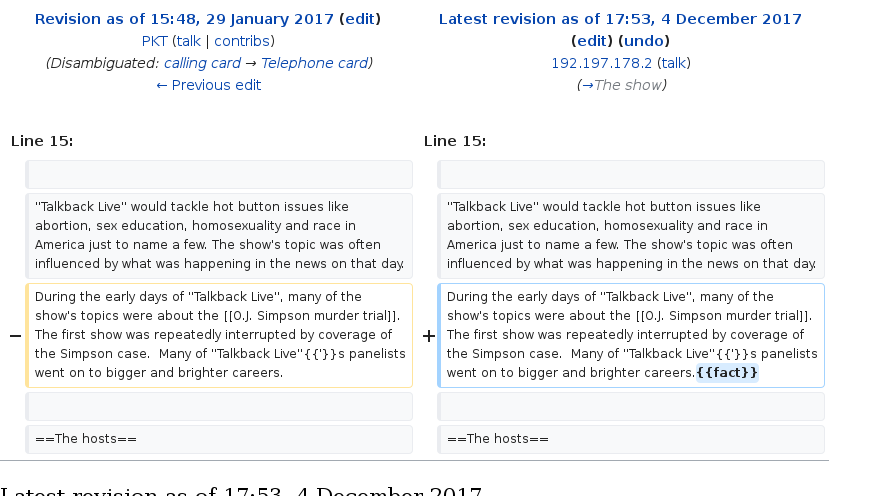 Revision as of 15:48, 29 January 2017 (edit)
PKT (talk | contribs)
(Disambiguated: calling card → Telephone card)
← Previous edit
Latest revision as of 17:53, 4 December 2017
(edit) (undo)
192.197.178.2 (talk)
(→The show)
Line 15:
Line 15:
''Talkback Live'' would tackle hot button issues like
abortion, sex education, homosexuality and race in
America just to name a few. The show's topic was often
influenced by what was happening in the news on that day.
''Talkback Live'' would tackle hot button issues like
abortion, sex education, homosexuality and race in
America just to name a few. The show's topic was often
influenced by what was happening in the news on that day.
−
During the early days of ''Talkback Live'', many of the
show's topics were about the [[O.J. Simpson murder trial]].
The first show was repeatedly interrupted by coverage of
the Simpson case.  Many of ''Talkback Live''{{'}}s panelists
went on to bigger and brighter careers.
+
During the early days of ''Talkback Live'', many of the
show's topics were about the [[O.J. Simpson murder trial]].
The first show was repeatedly interrupted by coverage of
the Simpson case.  Many of ''Talkback Live''{{'}}s panelists
went on to bigger and brighter careers.{{fact}}
==The hosts==
==The hosts==
Latest revision as of 17:53, 4 December 2017